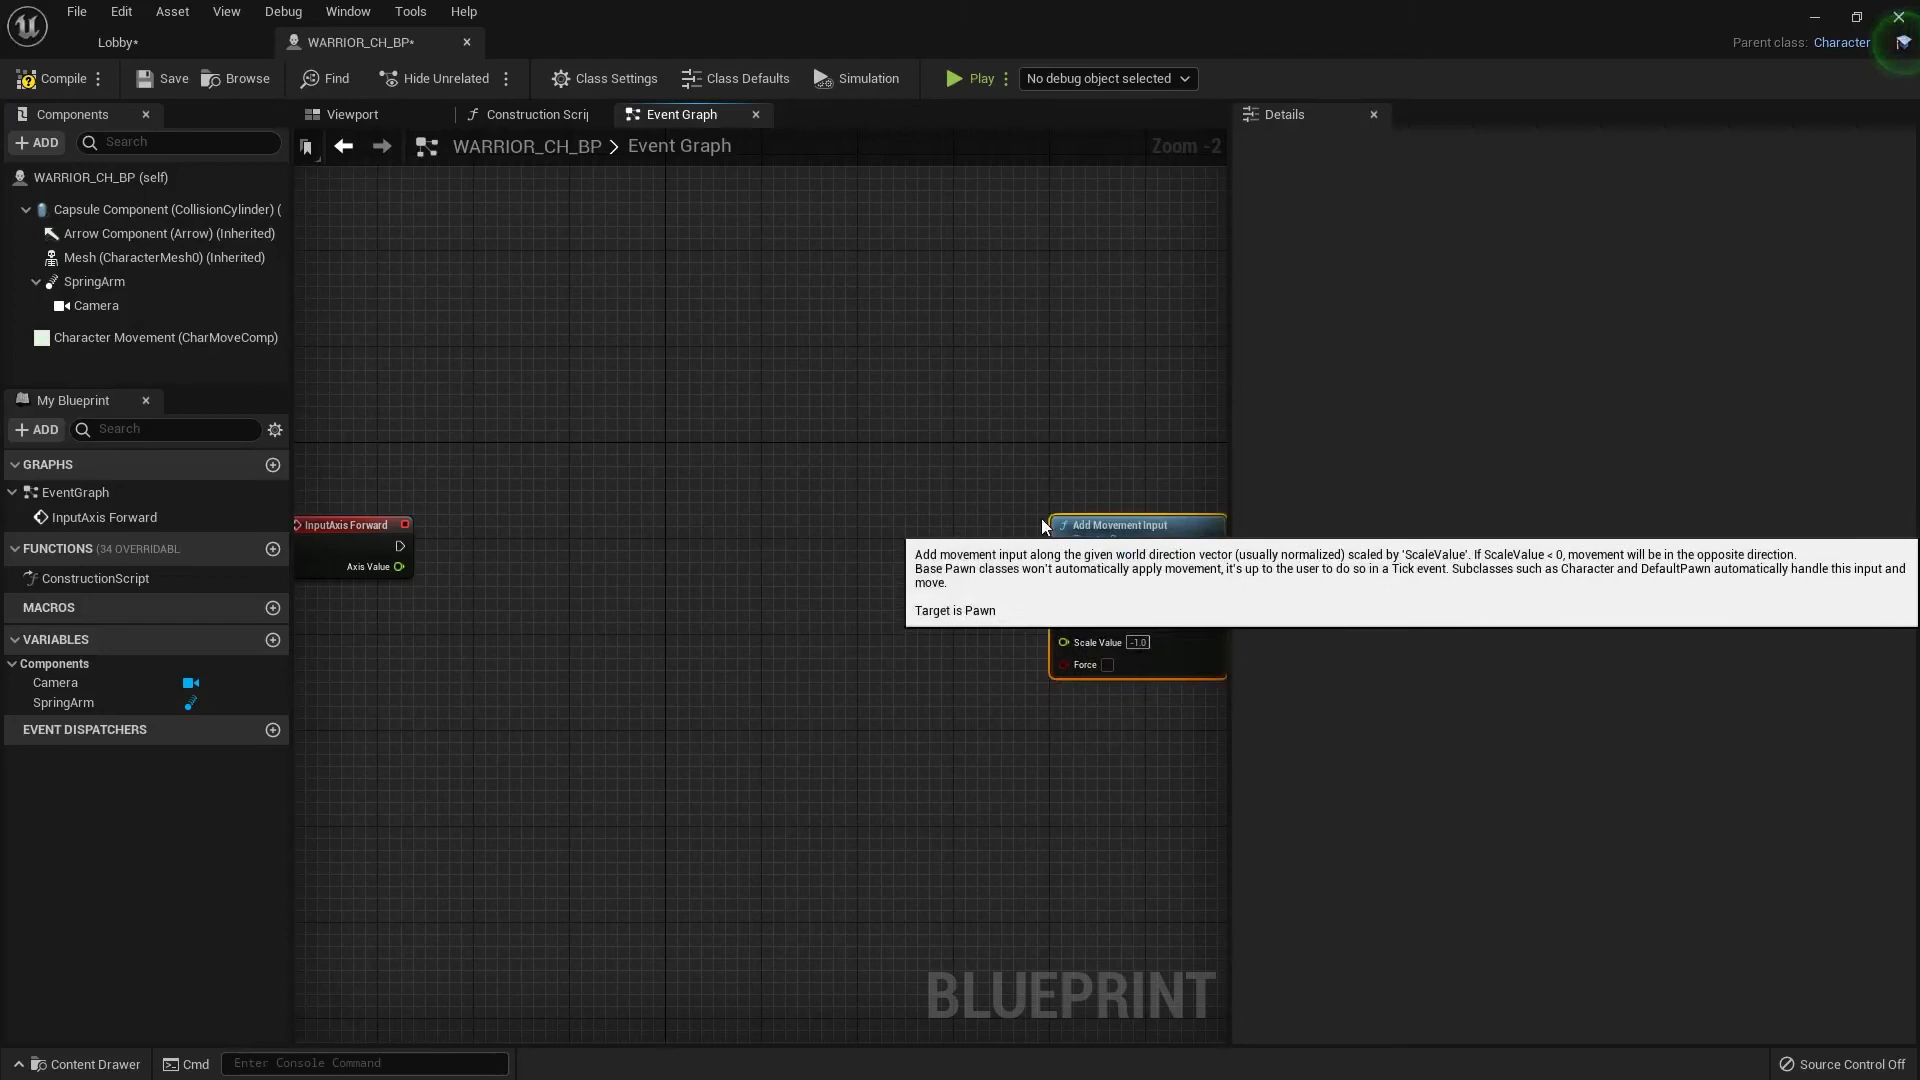 File Edit Asset View Window Debug Tools Help
Lobby*
WARRIOR_CH_BP*
Parent class: Character
Compile
Save
Browse
Find
Hide Unrelated
Class Settings
Class Defaults
Simulation
Play
No debug object selected
Components
Viewport
Construction Scri
Event Graph
Details
ADD
Search
WARRIOR_CH_BP > Event Graph
Zoom -2
WARRIOR_CH_BP (self)
Capsule Component (CollisionCylinder) (
Arrow Component (Arrow) (Inherited)
Mesh (CharacterMesh0) (Inherited)
SpringArm
Camera
Character Movement (CharMoveComp)
My Blueprint
ADD
Search
GRAPHS
EventGraph
InputAxis Forward
FUNCTIONS (34 OVERRIDABL
ConstructionScript
MACROS
VARIABLES
Components
Camera
SpringArm
EVENT DISPATCHERS
InputAxis Forward
Axis Value
Add Movement Input
Add movement input along the given world direction vector (usually normalized) scaled by 'ScaleValue'. If ScaleValue < 0, movement will be in the opposite direction.
Base Pawn classes won't automatically apply movement, it's up to the user to do so in a Tick event. Subclasses such as Character and DefaultPawn automatically handle this input and
move.
Target is Pawn
Scale Value -1.0
Force
BLUEPRINT
Content Drawer
Cmd
Enter Console Command
Source Control Off